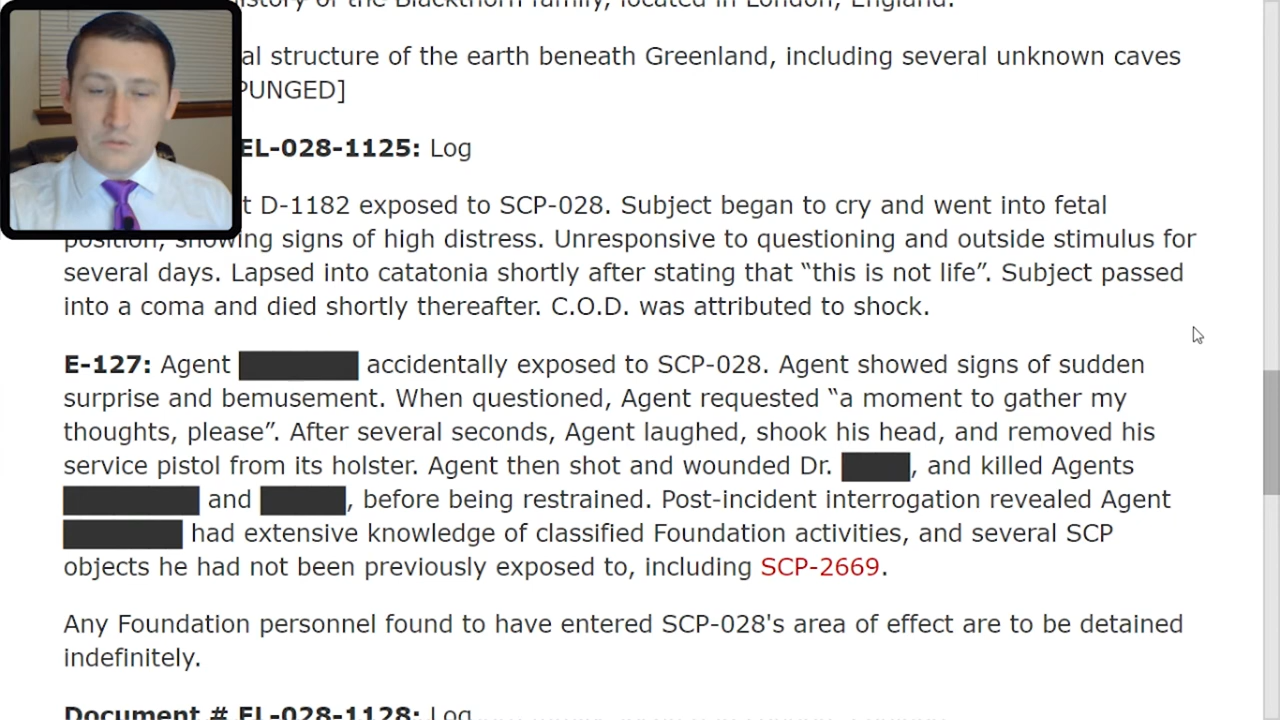 istory of the Blackthorn family, located in London, England.
al structure of the earth beneath Greenland, including several unknown caves
PUNGED]
EL-028-1125: Log
t D-1182 exposed to SCP-028. Subject began to cry and went into fetal
position, showing signs of high distress. Unresponsive to questioning and outside stimulus for
several days. Lapsed into catatonia shortly after stating that “this is not life”. Subject passed
into a coma and died shortly thereafter. C.O.D. was attributed to shock.
E-127: Agent accidentally exposed to SCP-028. Agent showed signs of sudden
surprise and bemusement. When questioned, Agent requested “a moment to gather my
thoughts, please”. After several seconds, Agent laughed, shook his head, and removed his
service pistol from its holster. Agent then shot and wounded Dr. , and killed Agents
and , before being restrained. Post-incident interrogation revealed Agent
had extensive knowledge of classified Foundation activities, and several SCP
objects he had not been previously exposed to, including SCP-2669.
Any Foundation personnel found to have entered SCP-028's area of effect are to be detained
indefinitely.
Document # EL-028-1128: Log